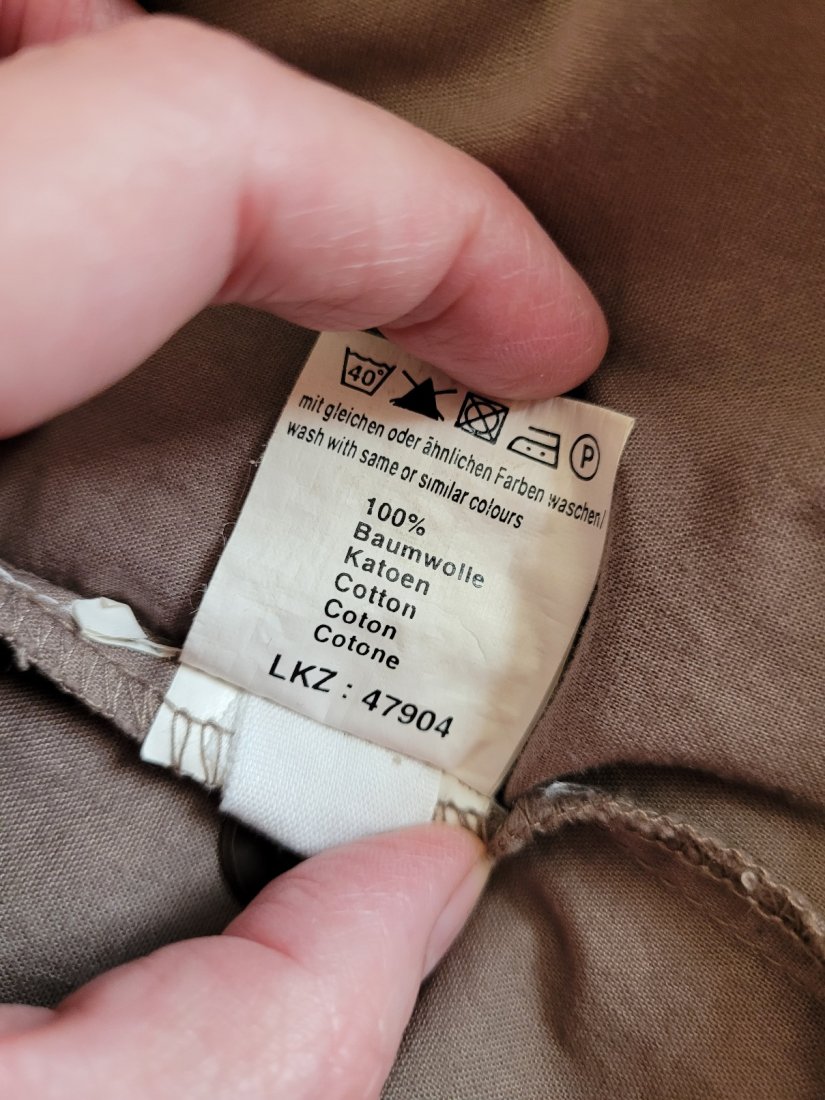 40°
P
mit gleichen oder ähnlichen Farben waschen/
wash with same or similar colours
100%
Baumwolle
Katoen
Cotton
Coton
Cotone
LKZ : 47904